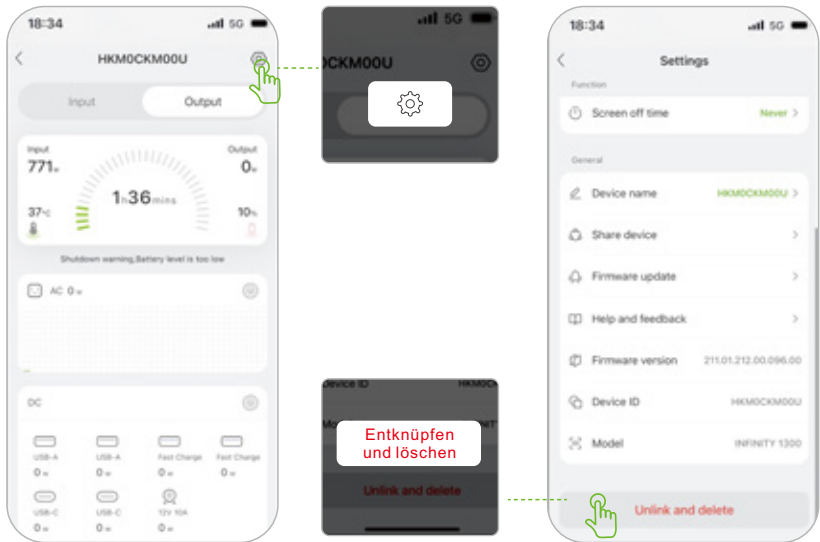 18:34
5G
HKM0CKM00U
Input
Output
Input
771w
Output
0w
1h36mins
37℃
10%
Shutdown warning,Battery level is too low
AC 0w
DC
USB-A
USB-A
Fast Charge
Fast Charge
0w
0w
0w
0w
USB-C
USB-C
12V 10A
0w
0w
0w
5G
0CKM00U
Device ID
HKM0CK
Mo
INIT
Entknüpfen
und löschen
Unlink and delete
18:34
5G
Settings
Function
Screen off time
Never
General
Device name
HKM0CKM00U
Share device
Firmware update
Help and feedback
Firmware version
211.01.212.00.096.00
Device ID
HKM0CKM00U
Model
INFINITY 1300
Unlink and delete